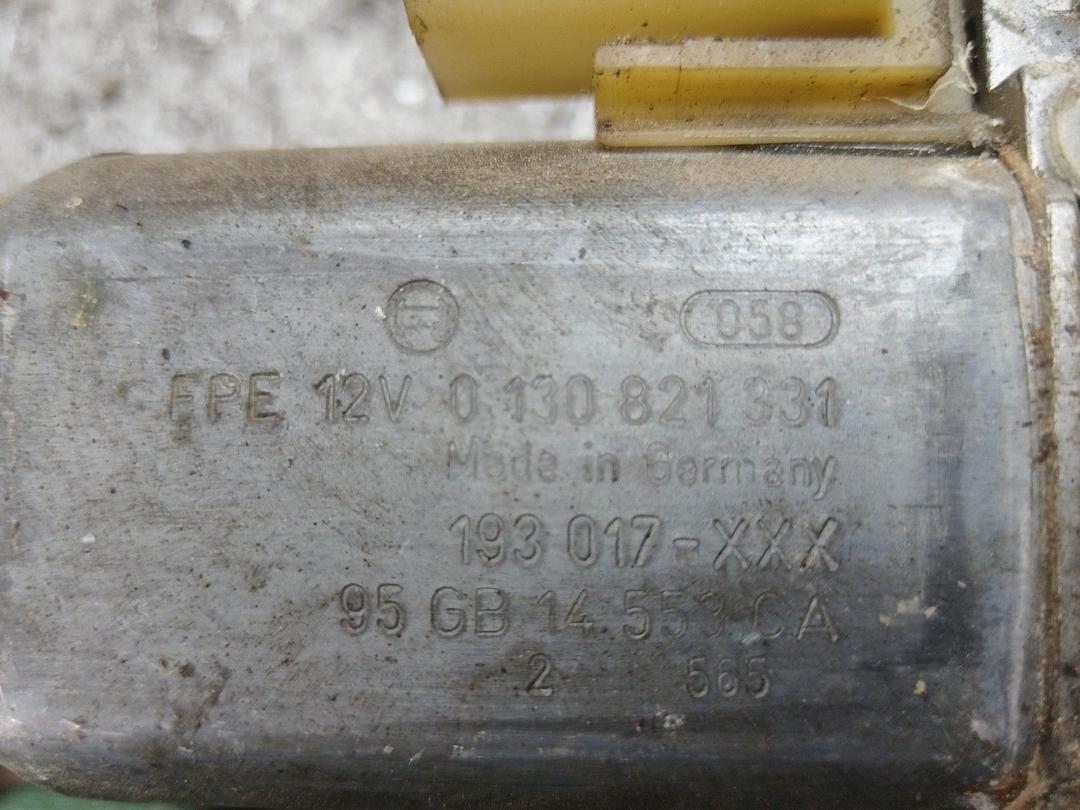 058
FPE 12V 0 130 821 331
Made in Germany
193 017-XXX
95 GB 14 553 CA
2 565